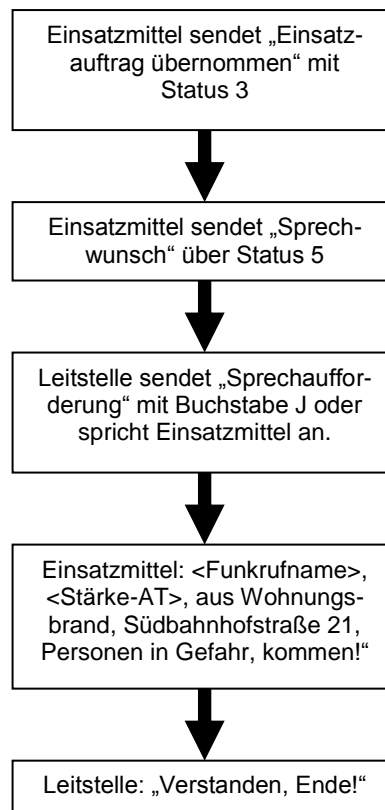 Einsatzmittel sendet „Einsatz-
auftrag übernommen“ mit
Status 3
Einsatzmittel sendet „Sprech-
wunsch“ über Status 5
Leitstelle sendet „Sprechauffor-
derung“ mit Buchstabe J oder
spricht Einsatzmittel an.
Einsatzmittel: <Funkrufname>,
<Stärke-AT>, aus Wohnungs-
brand, Südbahnhofstraße 21,
Personen in Gefahr, kommen!“
Leitstelle: „Verstanden, Ende!“